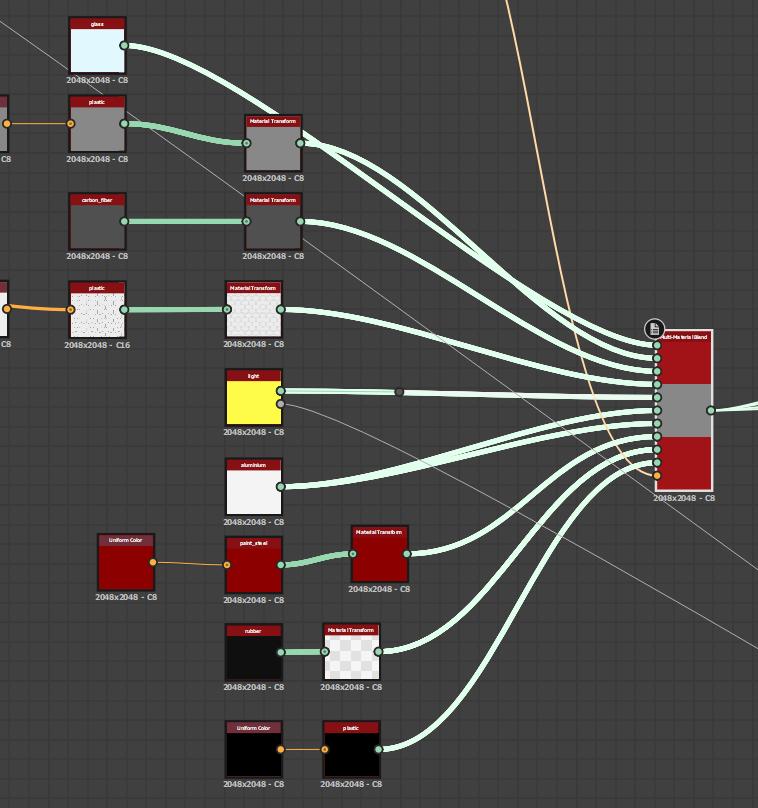 glass
2048x2048 - C8
plastic
C8
2048x2048 - C8
Material Transform
2048x2048 - C8
carbon_fiber
2048x2048 - C8
Material Transform
2048x2048 - C8
plastic
C8
2048x2048 - C16
Material Transform
2048x2048 - C8
light
2048x2048 - C8
ulti-Material Blend
2048x2048 - C8
aluminium
2048x2048 - C8
Uniform Color
2048x2048 - C8
paint_steel
2048x2048 - C8
Material Transform
2048x2048 - C8
rubber
2048x2048 - C8
Material Transform
2048x2048 - C8
Uniform Color
2048x2048 - C8
plastic
2048x2048 - C8